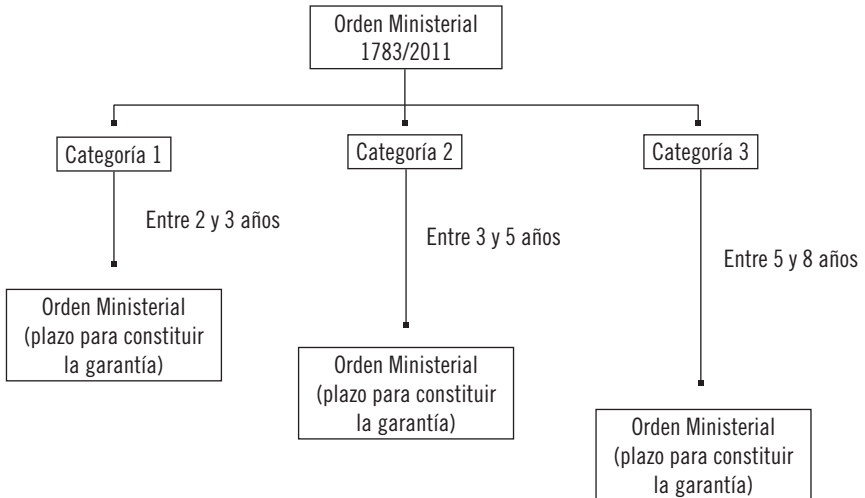 Orden Ministerial
1783/2011
Categoría 1
Categoría 2
Categoría 3
Entre 2 y 3 años
Entre 3 y 5 años
Entre 5 y 8 años
Orden Ministerial
(plazo para constituir
la garantía)
Orden Ministerial
(plazo para constituir
la garantía)
Orden Ministerial
(plazo para constituir
la garantía)